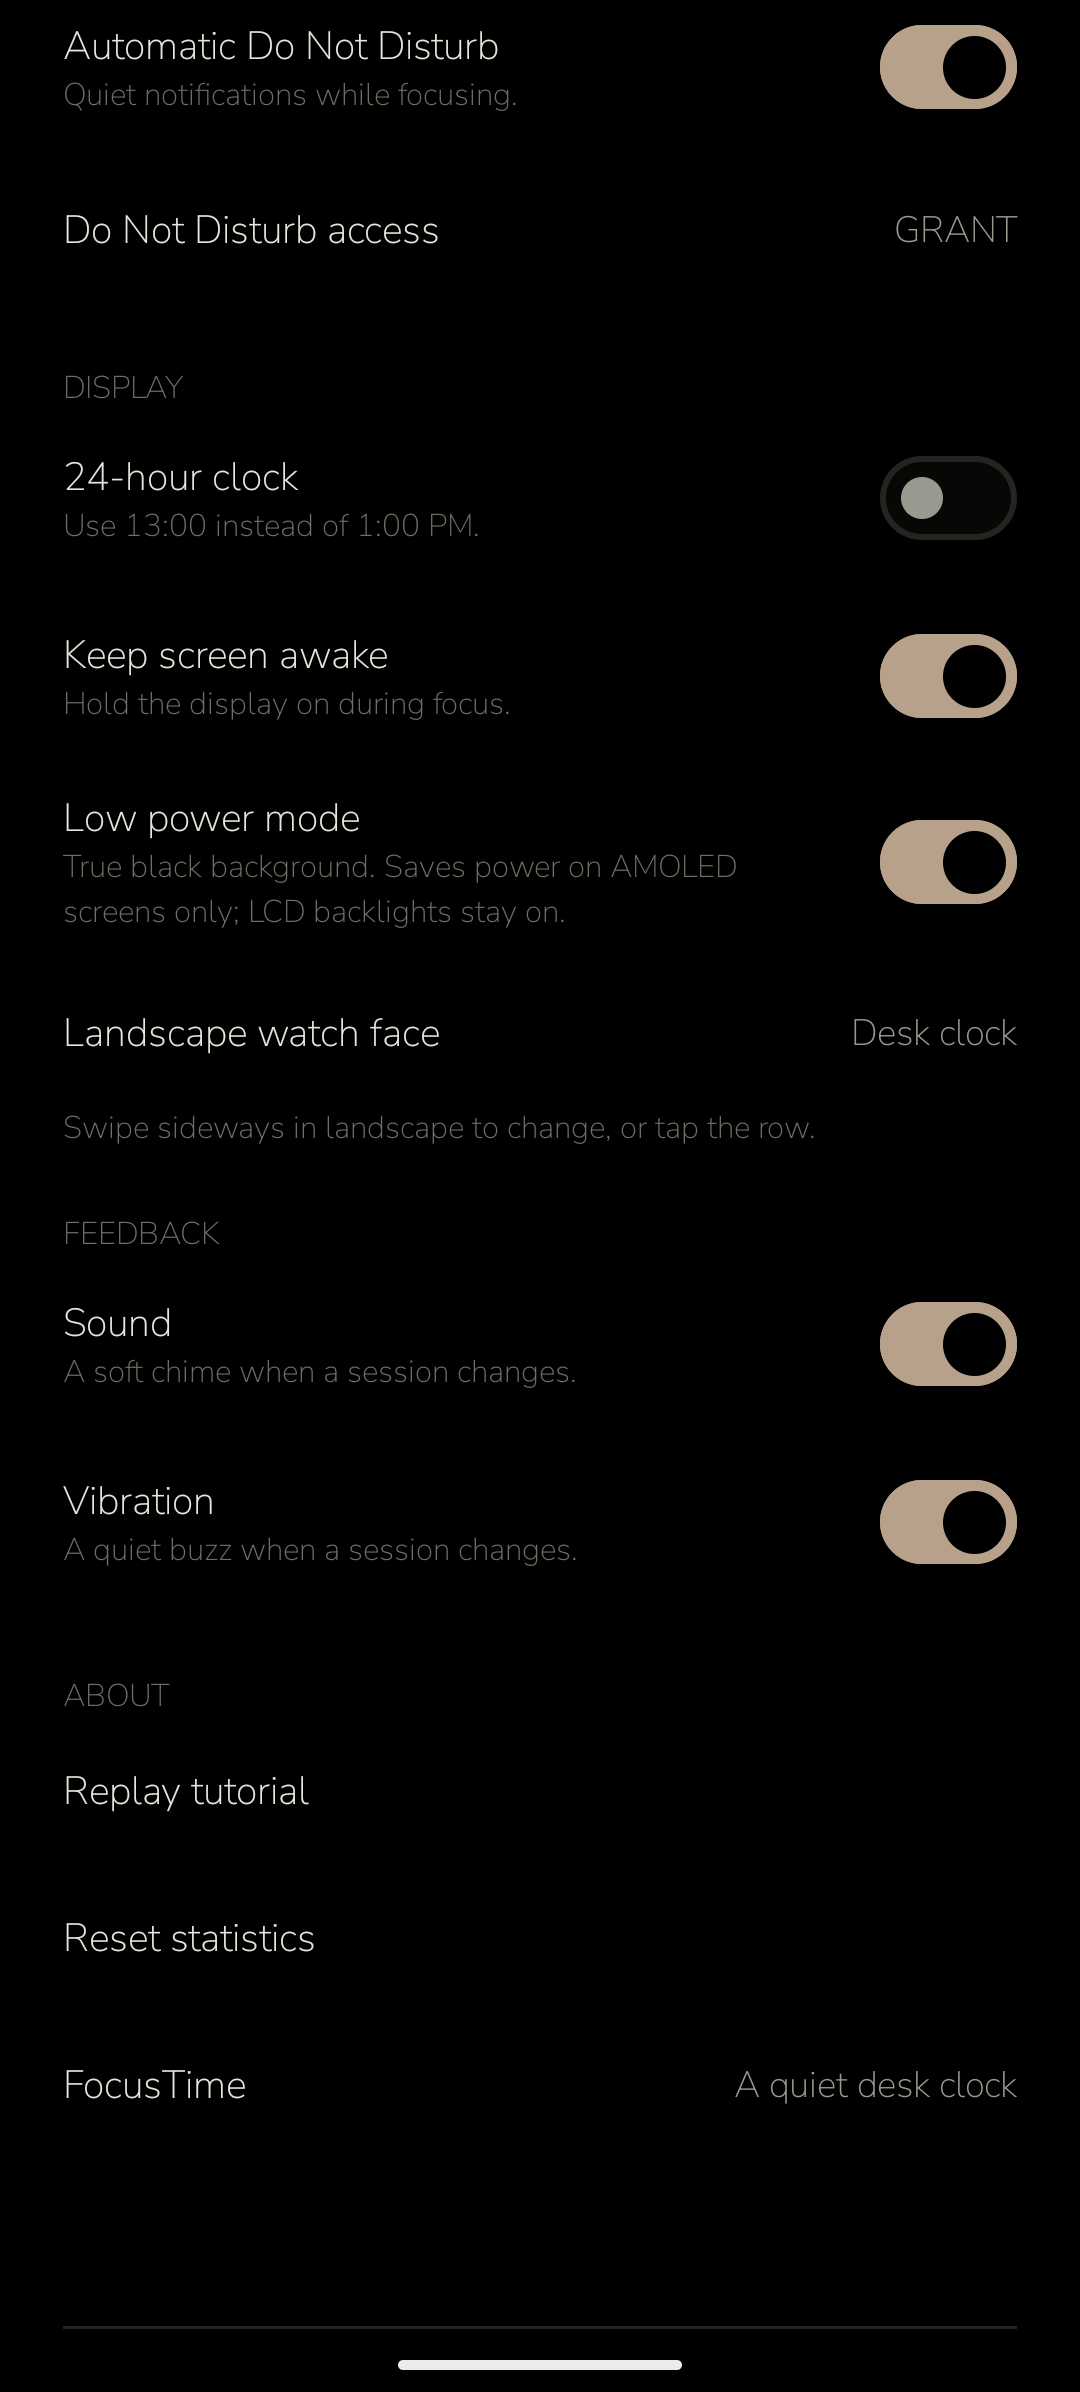 Automatic Do Not Disturb
Quiet notifications while focusing.
Do Not Disturb access
GRANT
DISPLAY
24-hour clock
Use 13:00 instead of 1:00 PM.
Keep screen awake
Hold the display on during focus.
Low power mode
True black background. Saves power on AMOLED
screens only; LCD backlights stay on.
Landscape watch face
Desk clock
Swipe sideways in landscape to change, or tap the row.
FEEDBACK
Sound
A soft chime when a session changes.
Vibration
A quiet buzz when a session changes.
ABOUT
Replay tutorial
Reset statistics
FocusTime
A quiet desk clock